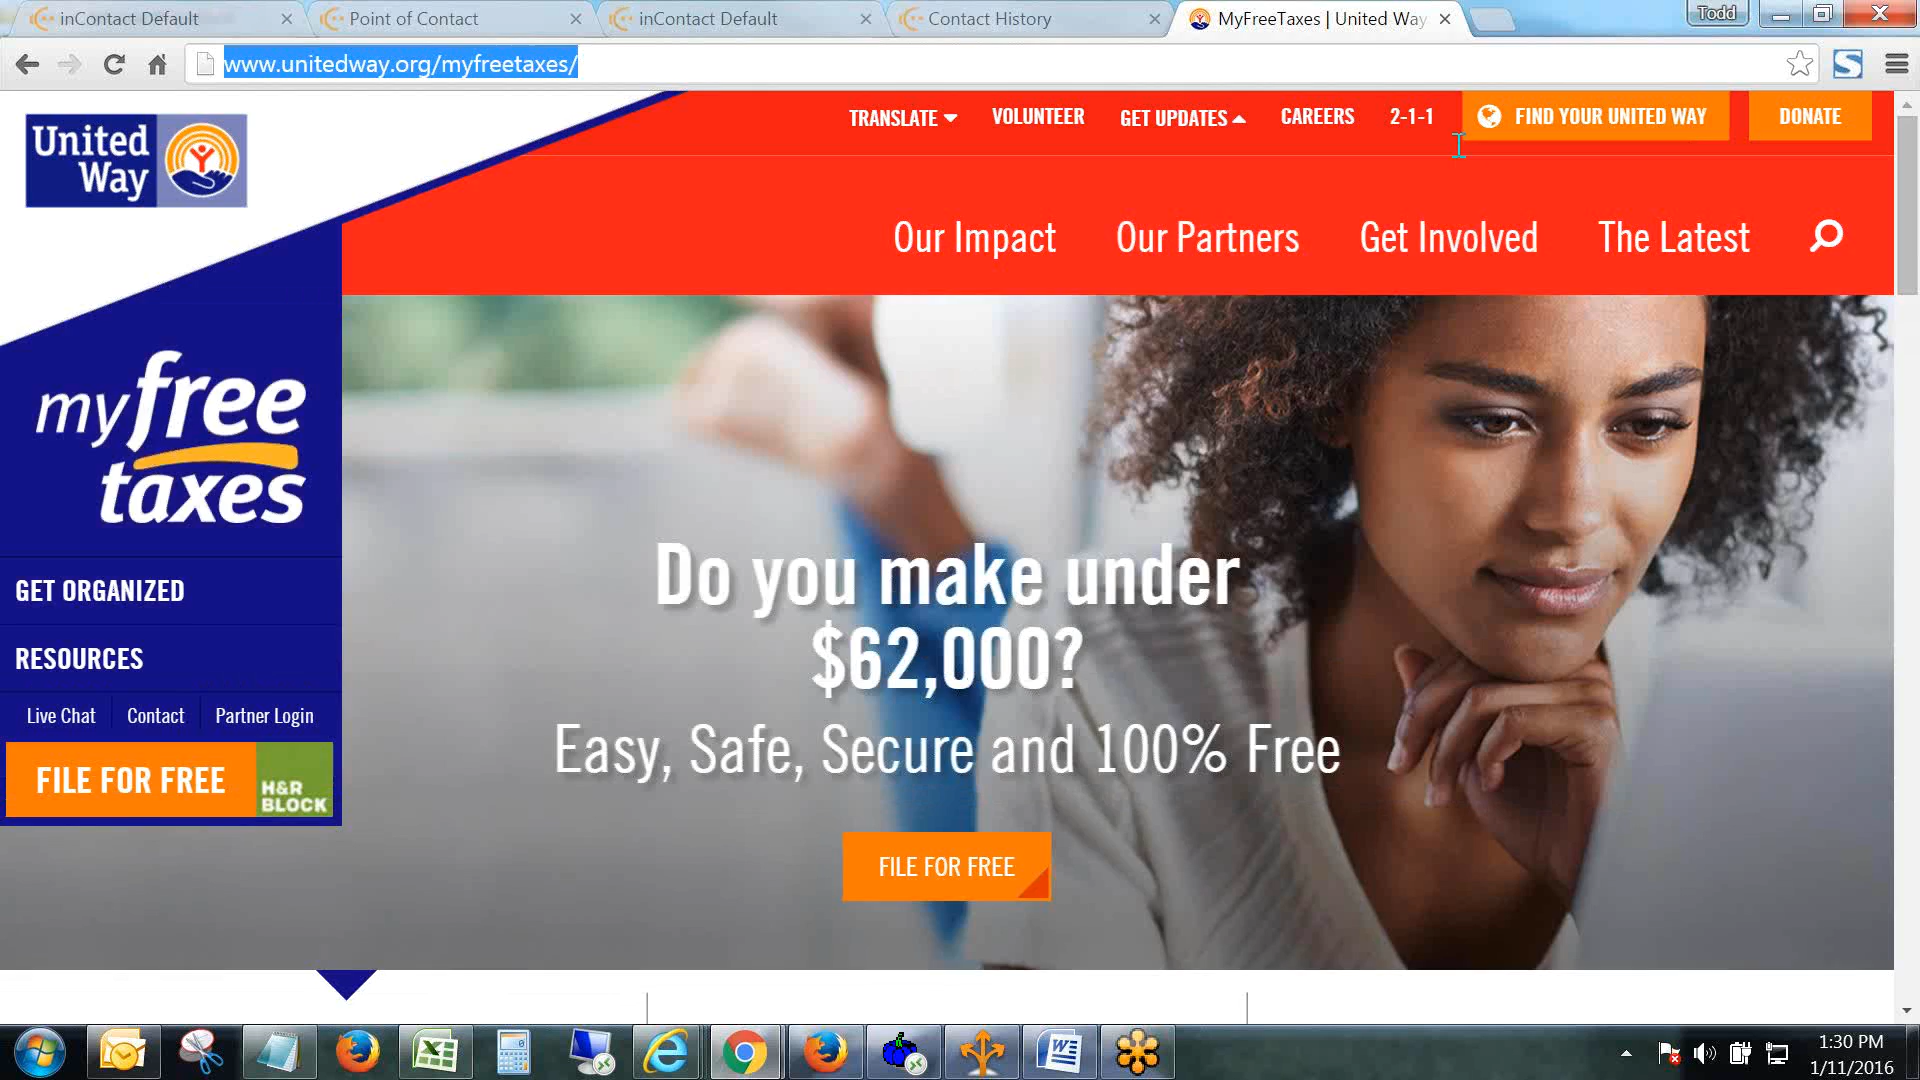 inContact Default
Point of Contact
inContact Default
Contact History
MyFreeTaxes | United Way
Todd
www.unitedway.org/myfreetaxes/
United
Way
TRANSLATE
VOLUNTEER
GET UPDATES
CAREERS
2-1-1
FIND YOUR UNITED WAY
DONATE
Our Impact
Our Partners
Get Involved
The Latest
my free
taxes
GET ORGANIZED
RESOURCES
Live Chat
Contact
Partner Login
FILE FOR FREE
H&R
BLOCK
Do you make under
$62,000?
Easy, Safe, Secure and 100% Free
FILE FOR FREE
1:30 PM
1/11/2016